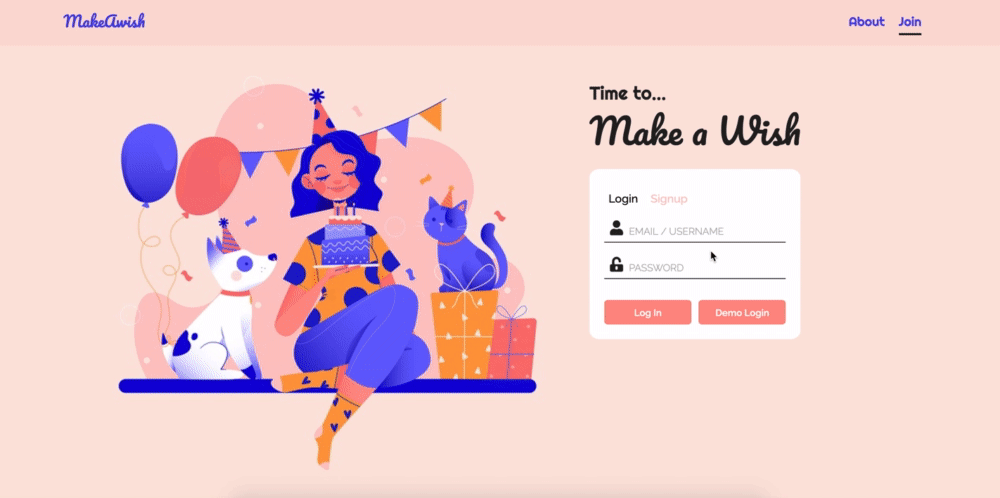 MakeAwish
About Join
Time to...
Make a Wish
Login Signup
EMAIL / USERNAME
PASSWORD
Log In Demo Login